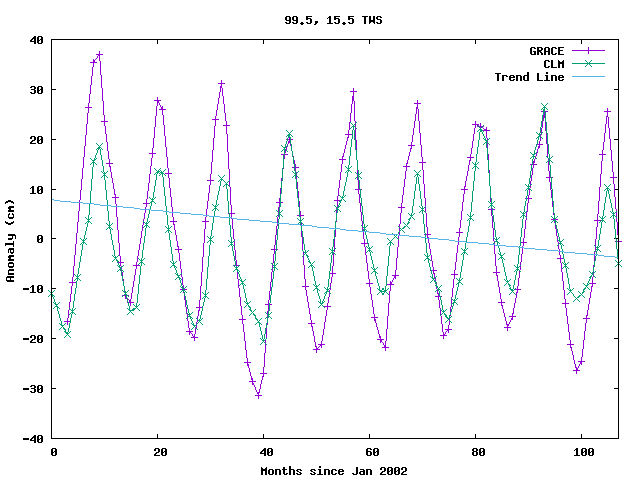 99.5, 15.5 TWS
GRACE
CLM
Trend Line
40
30
20
10
0
-10
-20
-30
-40
Anomaly (cm)
0 20 40 60 80 100
Months since Jan 2002